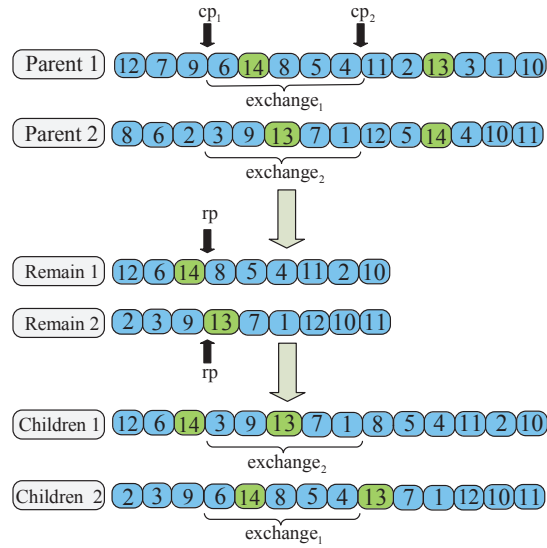 cp1 cp2
Parent 1 12 7 9 6 14 8 5 4 11 2 13 3 1 10
exchange1
Parent 2 8 6 2 3 9 13 7 1 12 5 14 4 10 11
exchange2
rp
Remain 1 12 6 14 8 5 4 11 2 10
Remain 2 2 3 9 13 7 1 12 10 11
rp
Children 1 12 6 14 3 9 13 7 1 8 5 4 11 2 10
exchange2
Children 2 2 3 9 6 14 8 5 4 13 7 1 12 10 11
exchange1